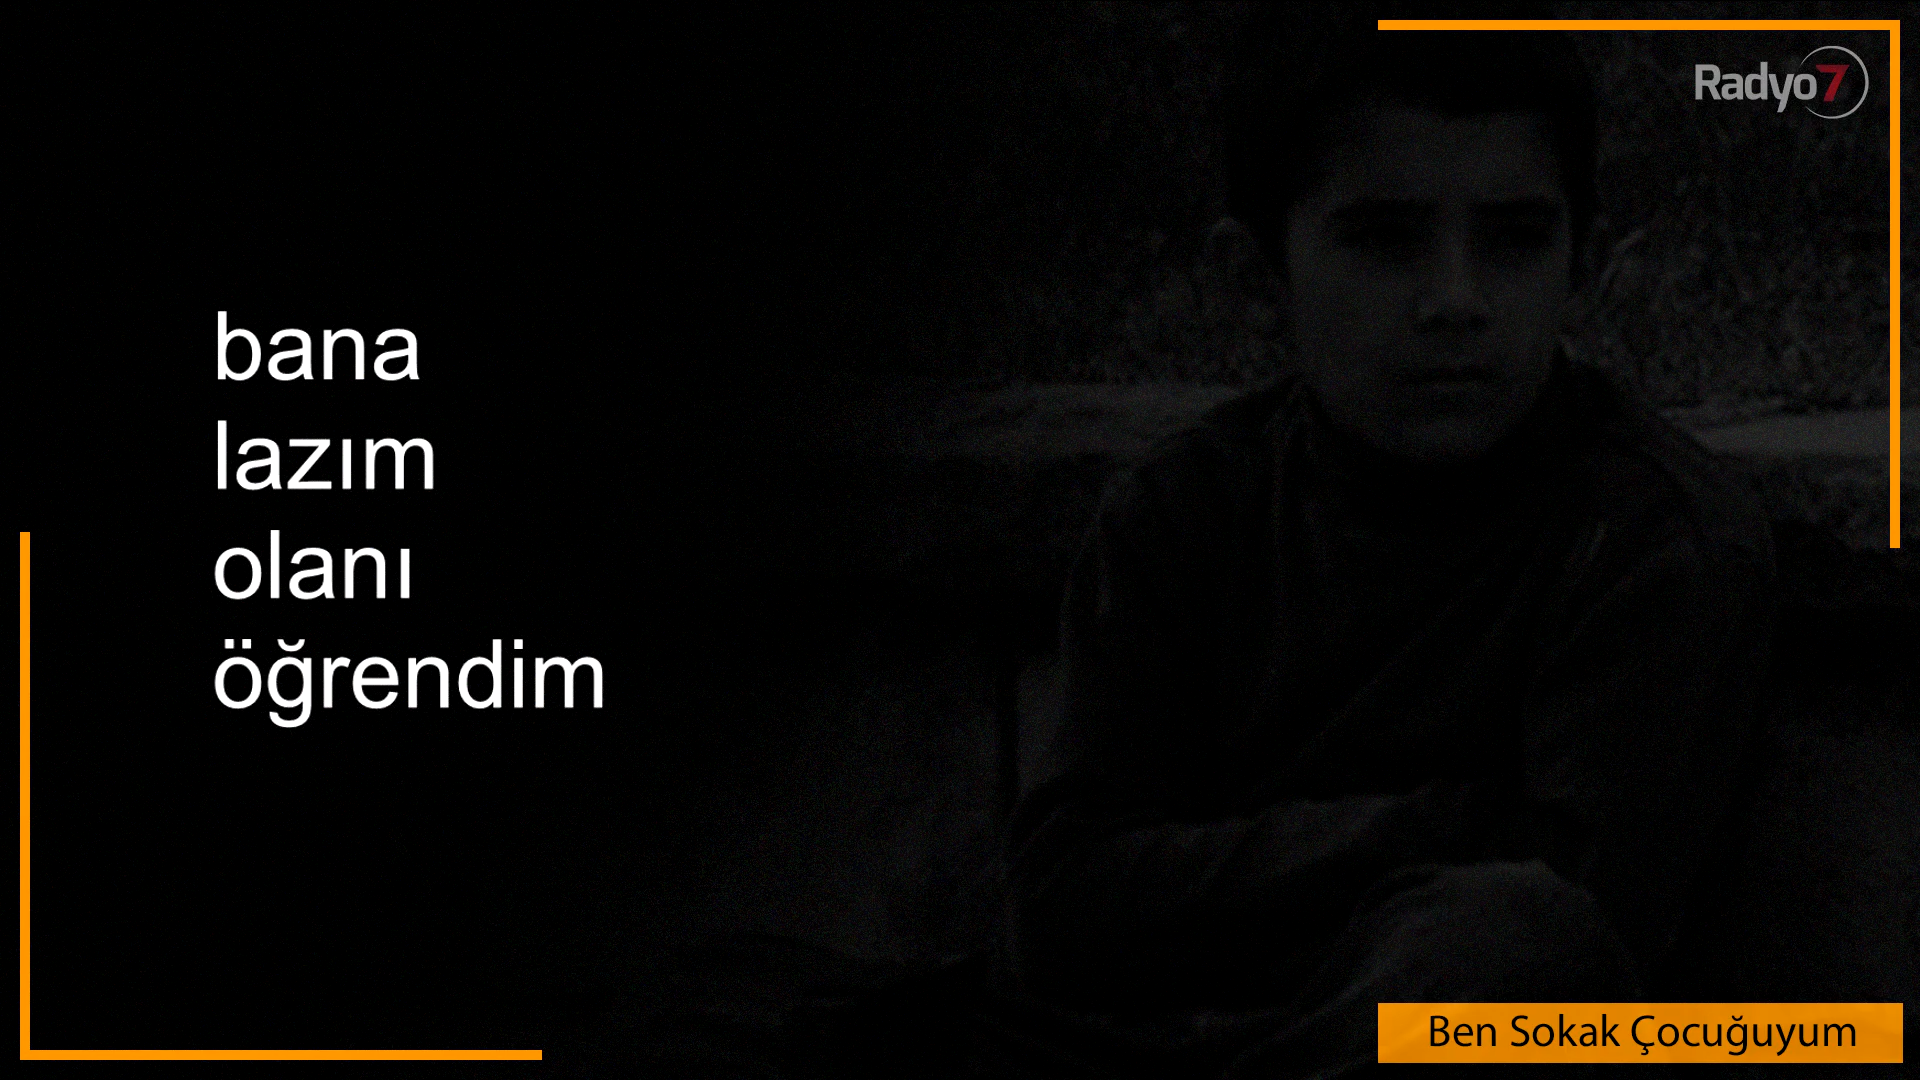 Radyo7
bana
lazım
olanı
öğrendim
Ben Sokak Çocuğuyum